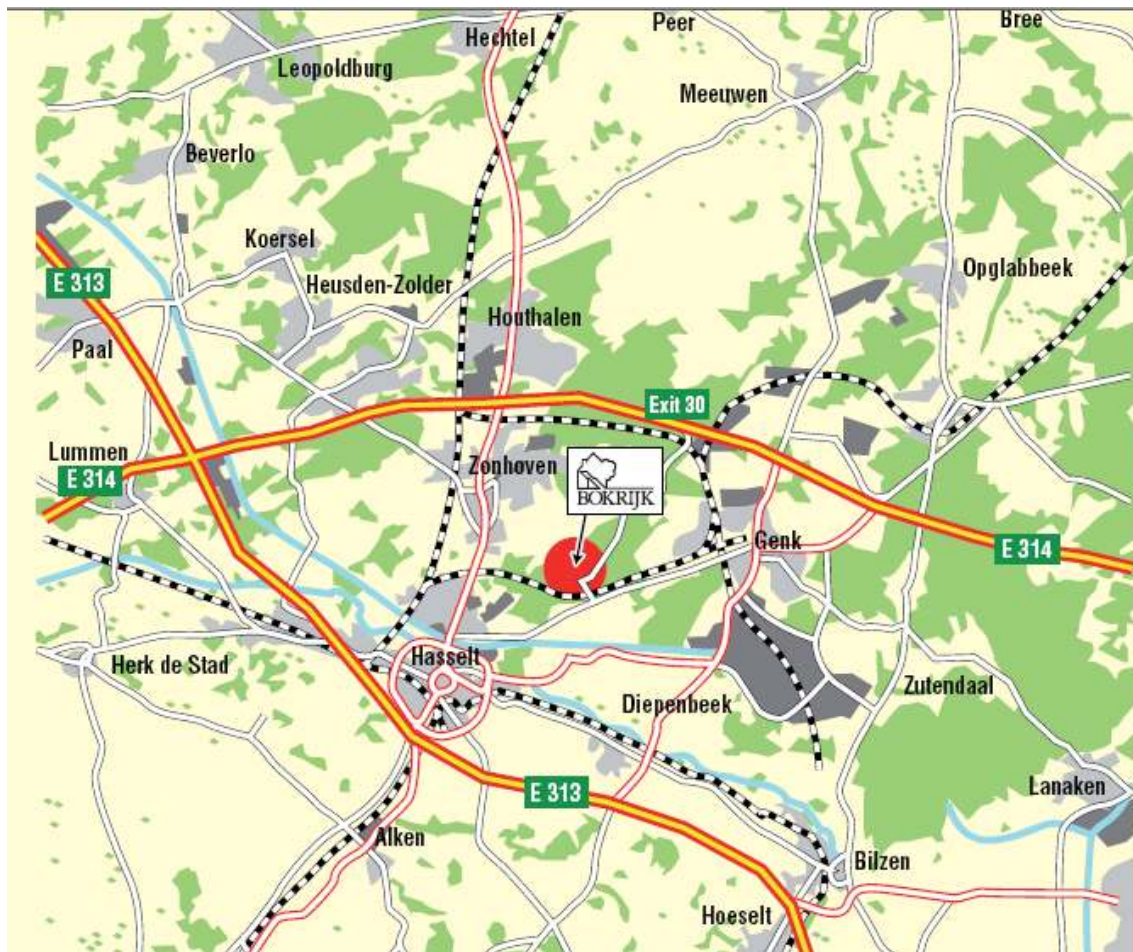 Hechtel
Peer
Bree
Leopoldburg
Meeuwen
Beverlo
Koersel
Opglabbeek
E 313
Heusden-Zolder
Houthalen
Paal
Exit 30
Lummen
Zonhoven
E 314
BOKRIJK
Genk
E 314
Hasselt
Herk de Stad
Zutendaal
Diepenbeek
Lanaken
E 313
Alken
Bilzen
Hoeselt